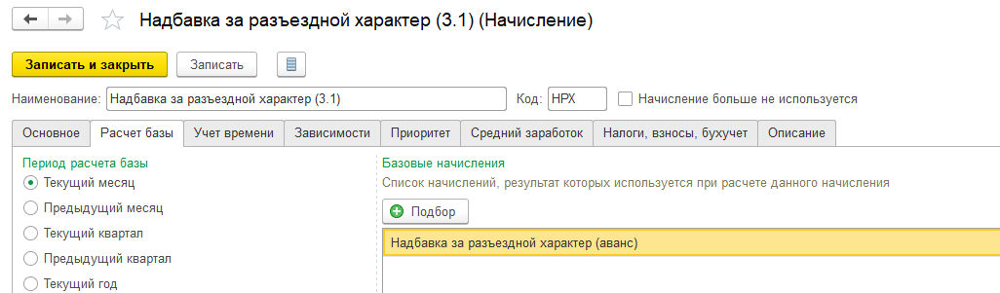 Надбавка за разъездной характер (3.1) (Начисление)
Записать и закрыть Записать
Наименование: Надбавка за разъездной характер (3.1) Код: НРХ Начисление больше не используется
Основное Расчет базы Учет времени Зависимости Приоритет Средний заработок Налоги, взносы, бухучет Описание
Период расчета базы Базовые начисления
Текущий месяц Список начислений, результат которых используется при расчете данного начисления
Предыдущий месяц Подбор
Текущий квартал Надбавка за разъездной характер (аванс)
Предыдущий квартал
Текущий год